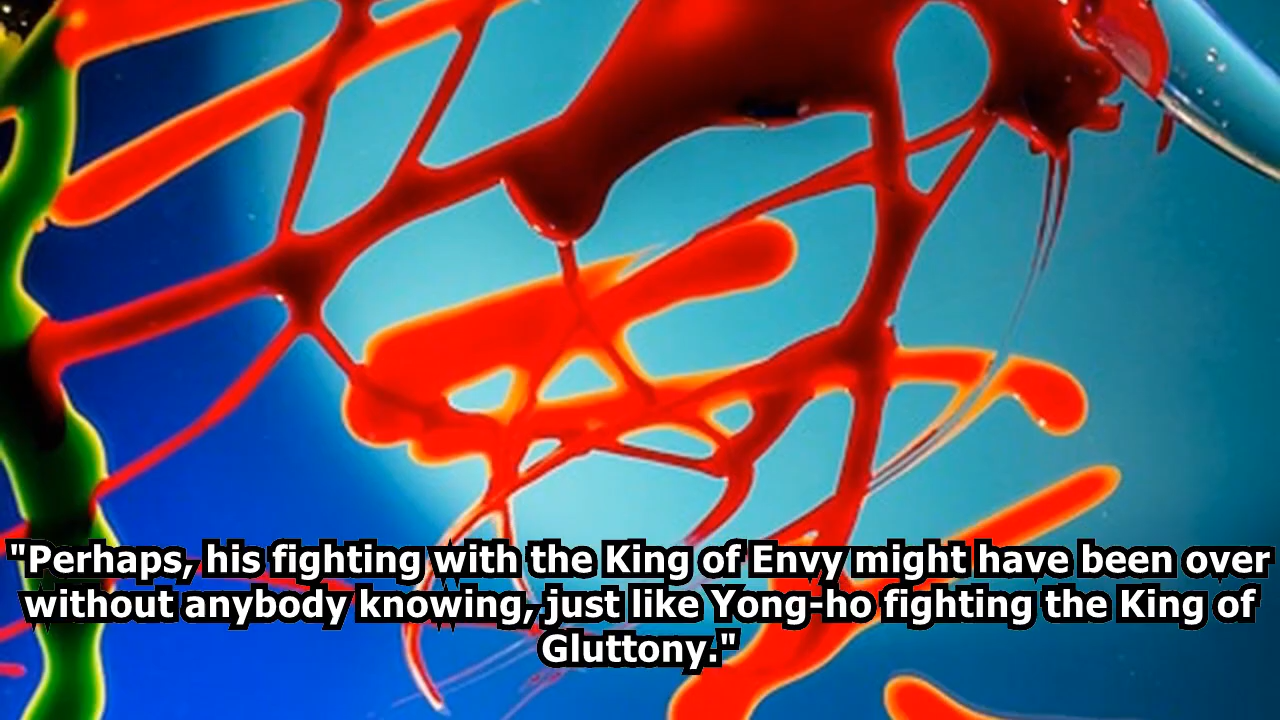 "Perhaps, his fighting with the King of Envy might have been over
without anybody knowing, just like Yong-ho fighting the King of
Gluttony."